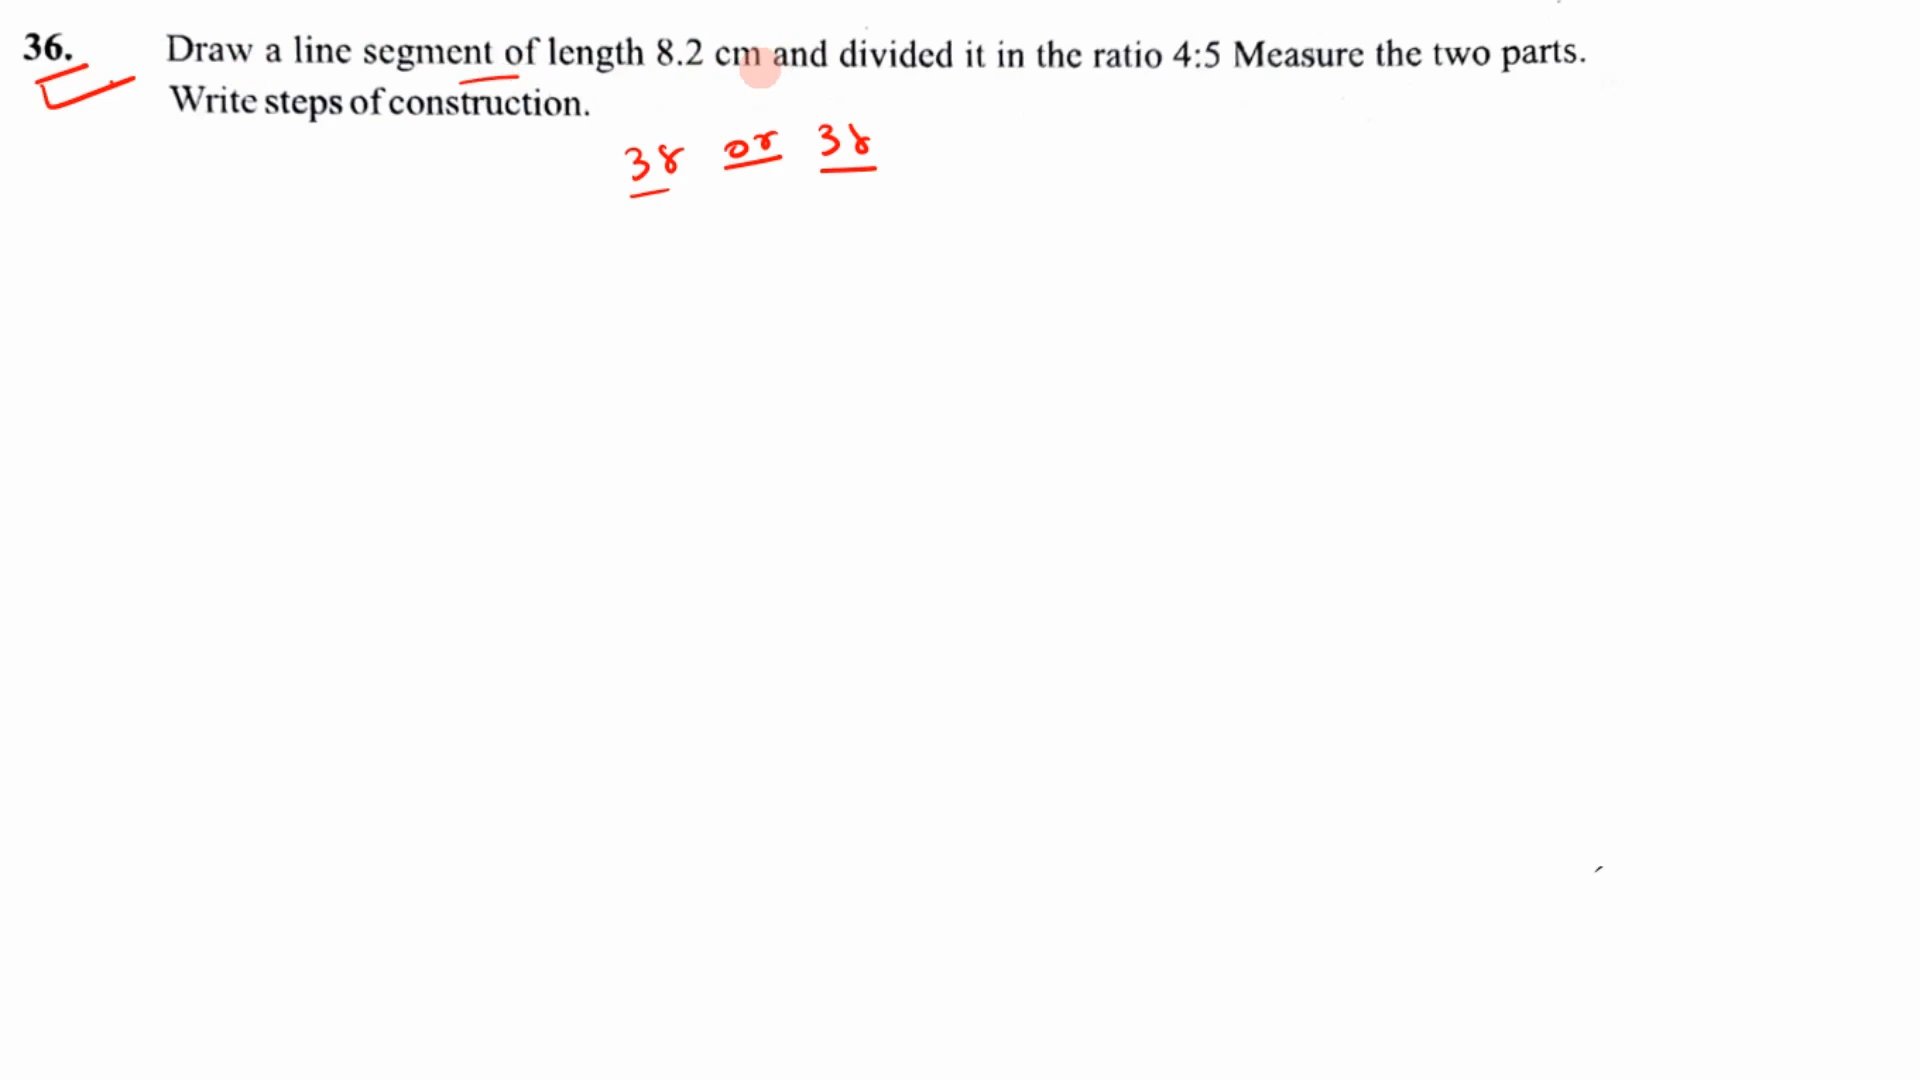 36. Draw a line segment of length 8.2 cm and divided it in the ratio 4:5 Measure the two parts.
Write steps of construction.
38 or 38